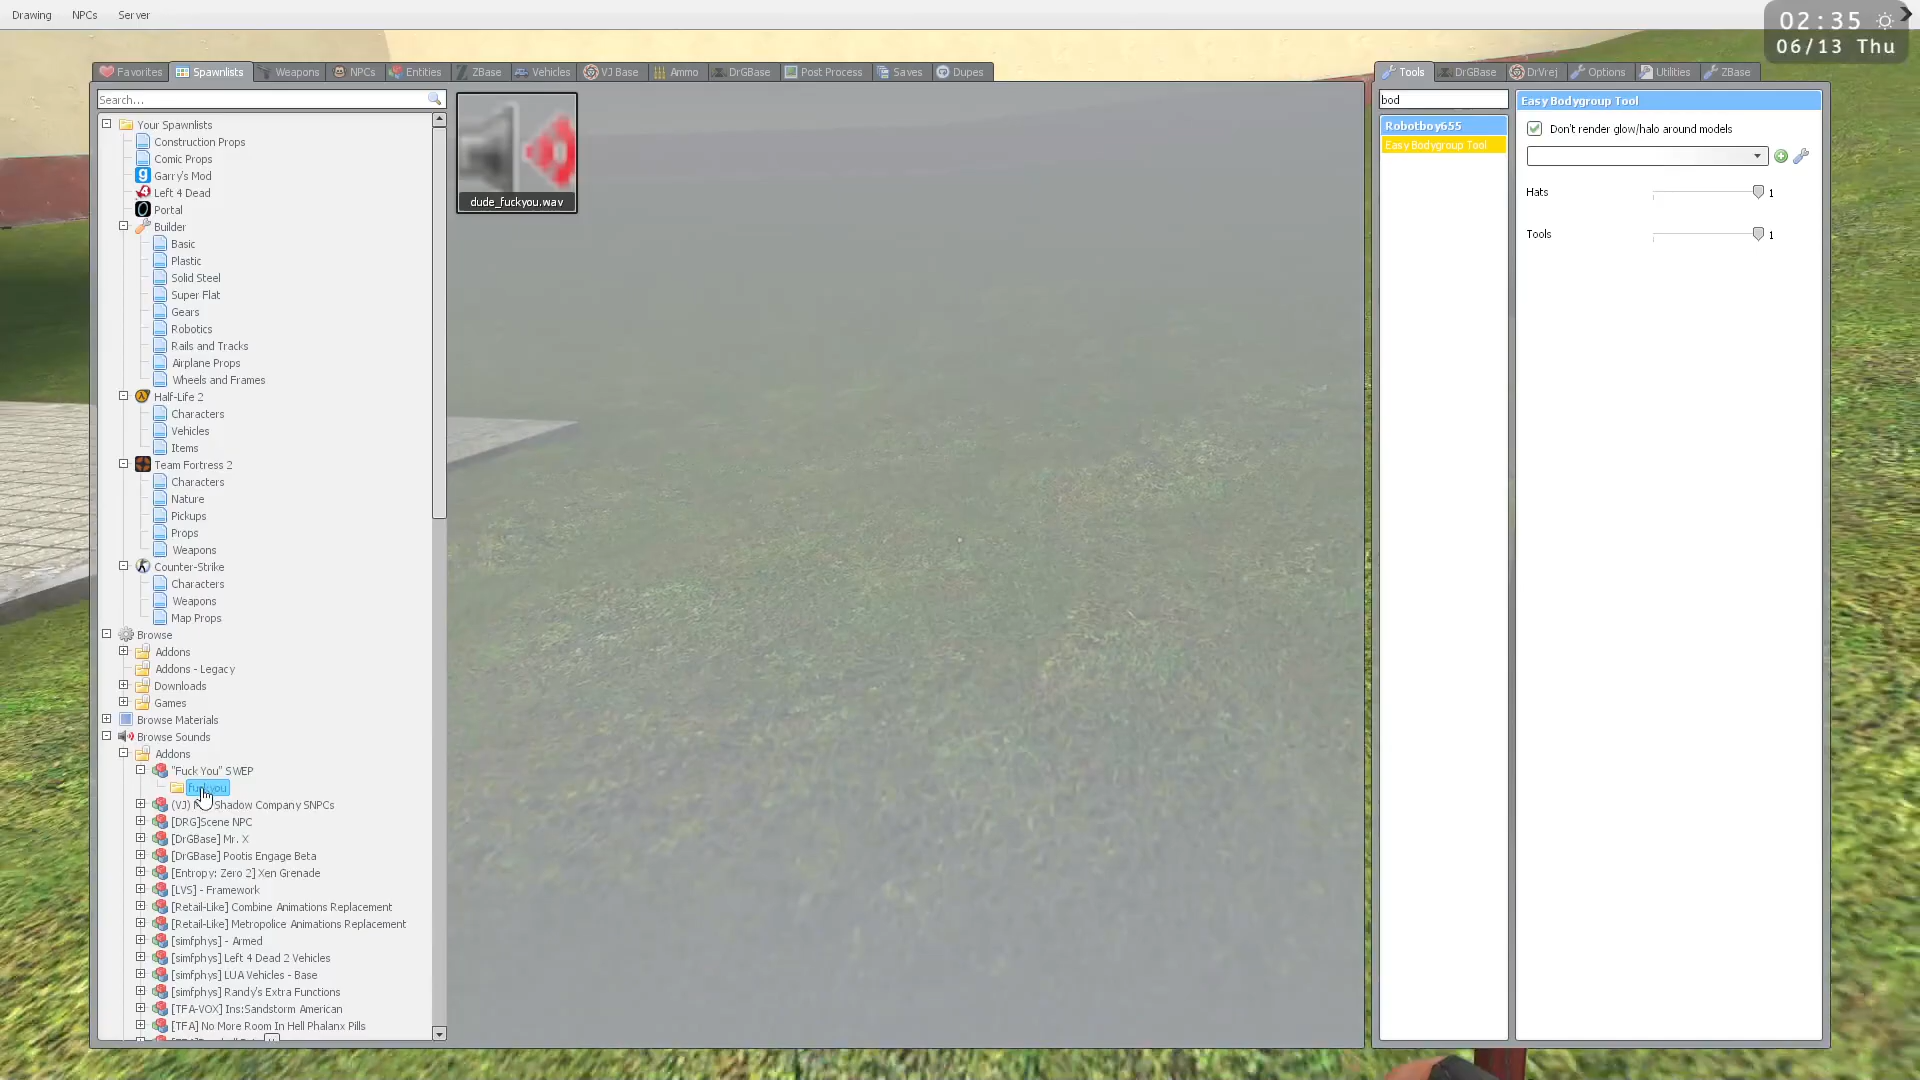 Drawing NPCs Server
02:35
06/13 Thu
Favorites Spawnlists Weapons NPCs Entities ZBase Vehicles VJ Base Ammo DrGBase Post Process Saves Dupes
Tools DrGBase DrVrej Options Utilities ZBase
Search...
Your Spawnlists
Construction Props
Comic Props
Garry's Mod
Left 4 Dead
Portal
Builder
Basic
Plastic
Solid Steel
Super Flat
Gears
Robotics
Rails and Tracks
Airplane Props
Wheels and Frames
Half-Life 2
Characters
Vehicles
Items
Team Fortress 2
Characters
Nature
Pickups
Props
Weapons
Counter-Strike
Characters
Weapons
Map Props
Browse
Addons
Addons - Legacy
Downloads
Games
Browse Materials
Browse Sounds
Addons
"Fuck You" SWEP
fuckyou
(VJ) Shadow Company SNPCs
[DRG]Scene NPC
[DrGBase] Mr. X
[DrGBase] Pootis Engage Beta
[Entropy: Zero 2] Xen Grenade
[LVS] - Framework
[Retail-Like] Combine Animations Replacement
[Retail-Like] Metropolice Animations Replacement
[simfphys] - Armed
[simfphys] Left 4 Dead 2 Vehicles
[simfphys] LUA Vehicles - Base
[simfphys] Randy's Extra Functions
[TFA-VOX] Ins:Sandstorm American
[TFA] No More Room In Hell Phalanx Pills
dude_fuckyou.wav
bod
Robotboy655
Easy Bodygroup Tool
Easy Bodygroup Tool
Don't render glow/halo around models
Hats 1
Tools 1